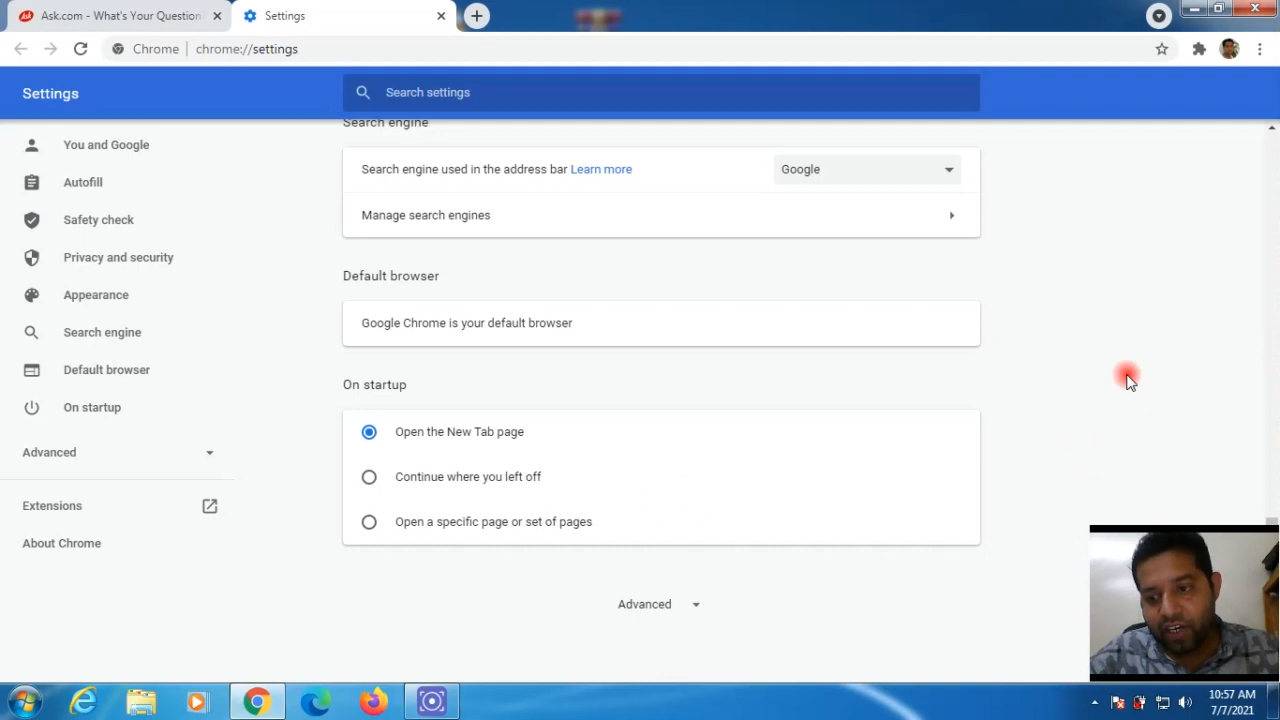 Ask.com - What's Your Question
Settings
Chrome
chrome://settings
Settings
Search settings
You and Google
Autofill
Safety check
Privacy and security
Appearance
Search engine
Default browser
On startup
Advanced
Extensions
About Chrome
Search engine
Search engine used in the address bar Learn more
Google
Manage search engines
Default browser
Google Chrome is your default browser
On startup
Open the New Tab page
Continue where you left off
Open a specific page or set of pages
Advanced
10:57 AM
7/7/2021